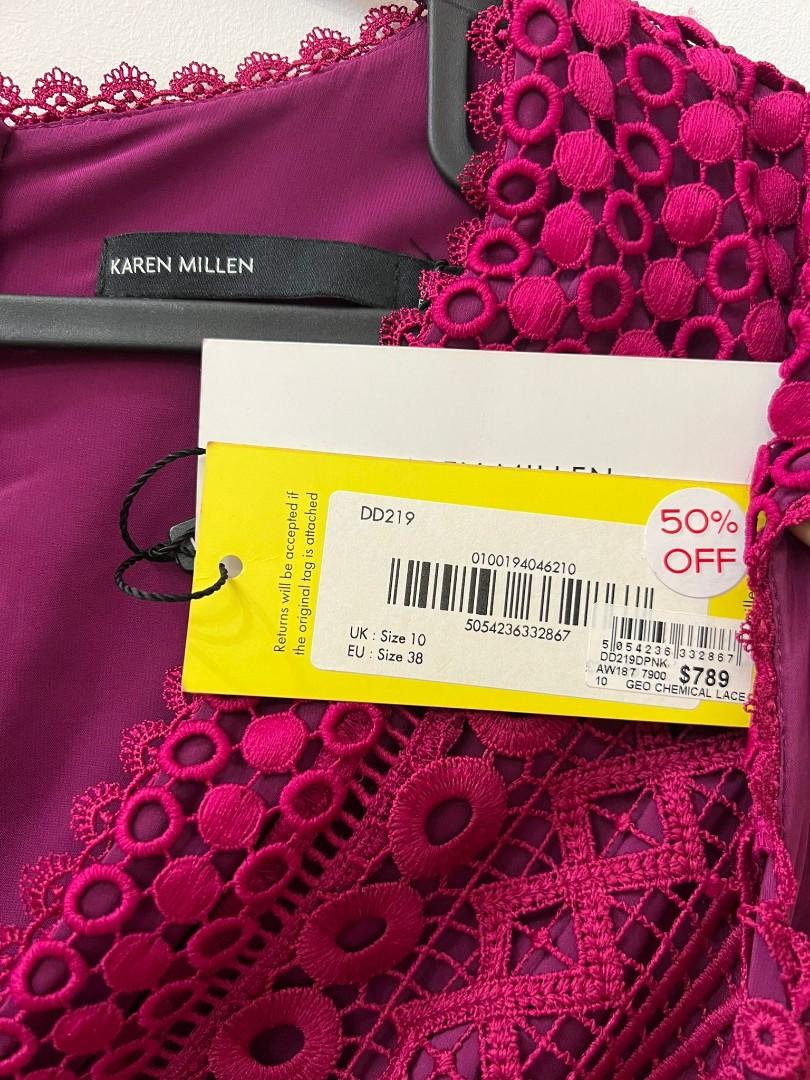 KAREN MILLEN
Returns will be accepted if
the original tag is attached
DD219
0100194046210
5054236332867
UK : Size 10
EU : Size 38
50%
OFF
5 054236 332867
DD219DPNK
AW187 7900 $789
10 GEO CHEMICAL LACE